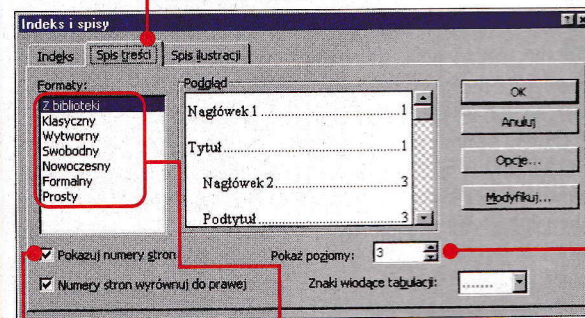 Indeks i spisy
Indeks Spis treści Spis ilustracji
Formaty:
Z biblioteki
Klasyczny
Wytworny
Swobodny
Nowoczesny
Formalny
Prosty
Podgląd
Nagłówek 1 ........................................ 1
Tytuł ........................................ 1
Nagłówek 2 ........................................ 3
Podtytuł ........................................ 3
OK
Anuluj
Opcje...
Modyfikuj...
Pokazuj numery stron
Pokaż poziomy: 3
Numery stron wyrównuj do prawej
Znaki wiodące tabulacji: .......